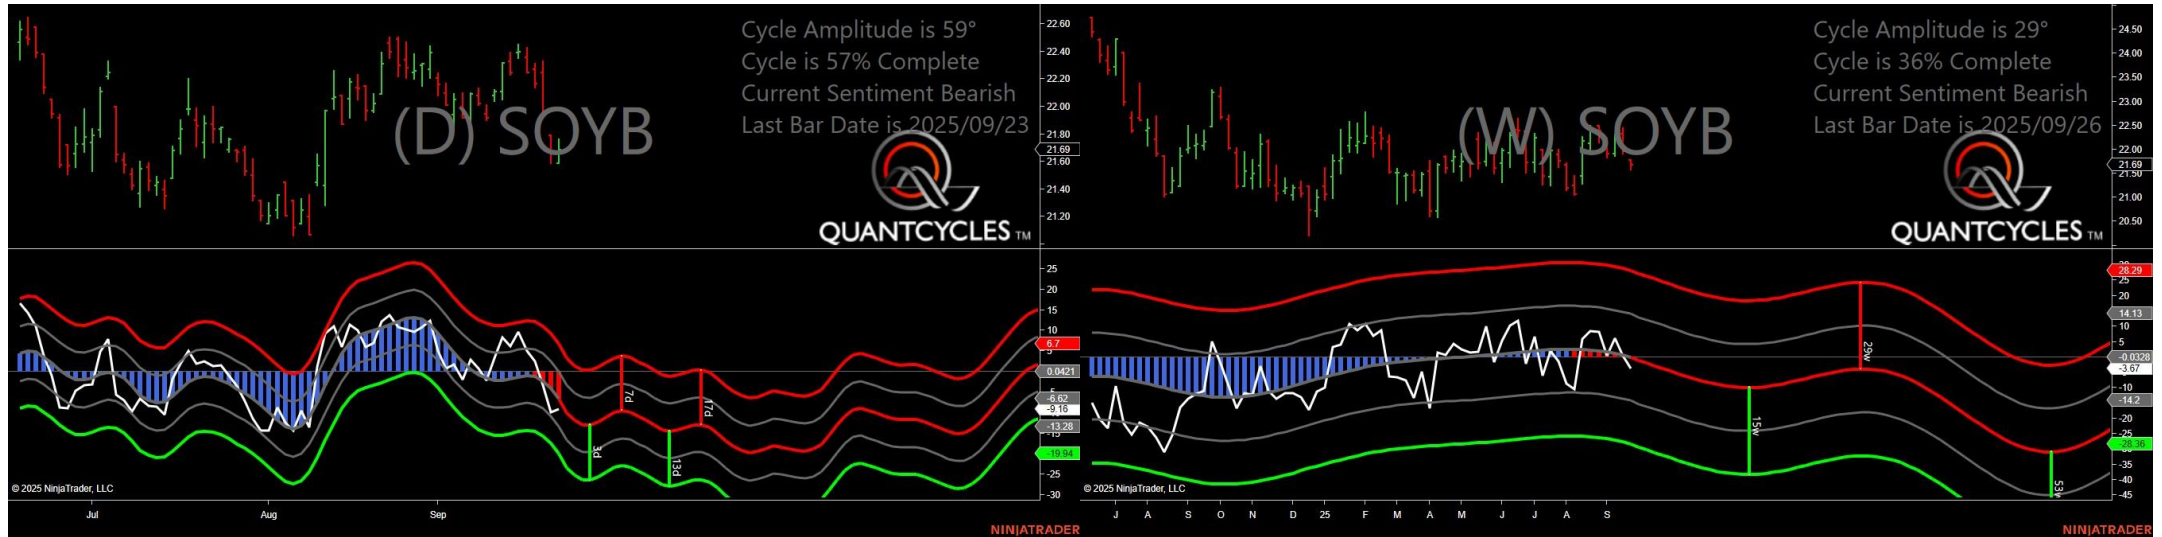 Cycle Amplitude is 59°
Cycle is 57% Complete
Current Sentiment Bearish
Last Bar Date is 2025/09/23
(D) SOYB
QUANTCYCLES TM
22.60
22.40
22.20
22.00
21.80
21.69
21.60
21.40
21.20
25
20
15
10
6.7
0.0421
-5
-6.62
-9.16
-13.28
-15
-19.94
-25
-30
7d
17d
3d
13d
© 2025 NinjaTrader, LLC
Jul
Aug
Sep
NINJATRADER
Cycle Amplitude is 29°
Cycle is 36% Complete
Current Sentiment Bearish
Last Bar Date is 2025/09/26
(W) SOYB
QUANTCYCLES TM
24.50
24.00
23.50
23.00
22.50
22.00
21.69
21.50
21.00
20.50
28.29
25
20
14.13
10
5
-0.0328
-3.67
-10
-14.2
-20
-25
-28.36
-35
-40
-45
29w
15w
53w
© 2025 NinjaTrader, LLC
J A S O N D 25 F M A M J J A S
NINJATRADER